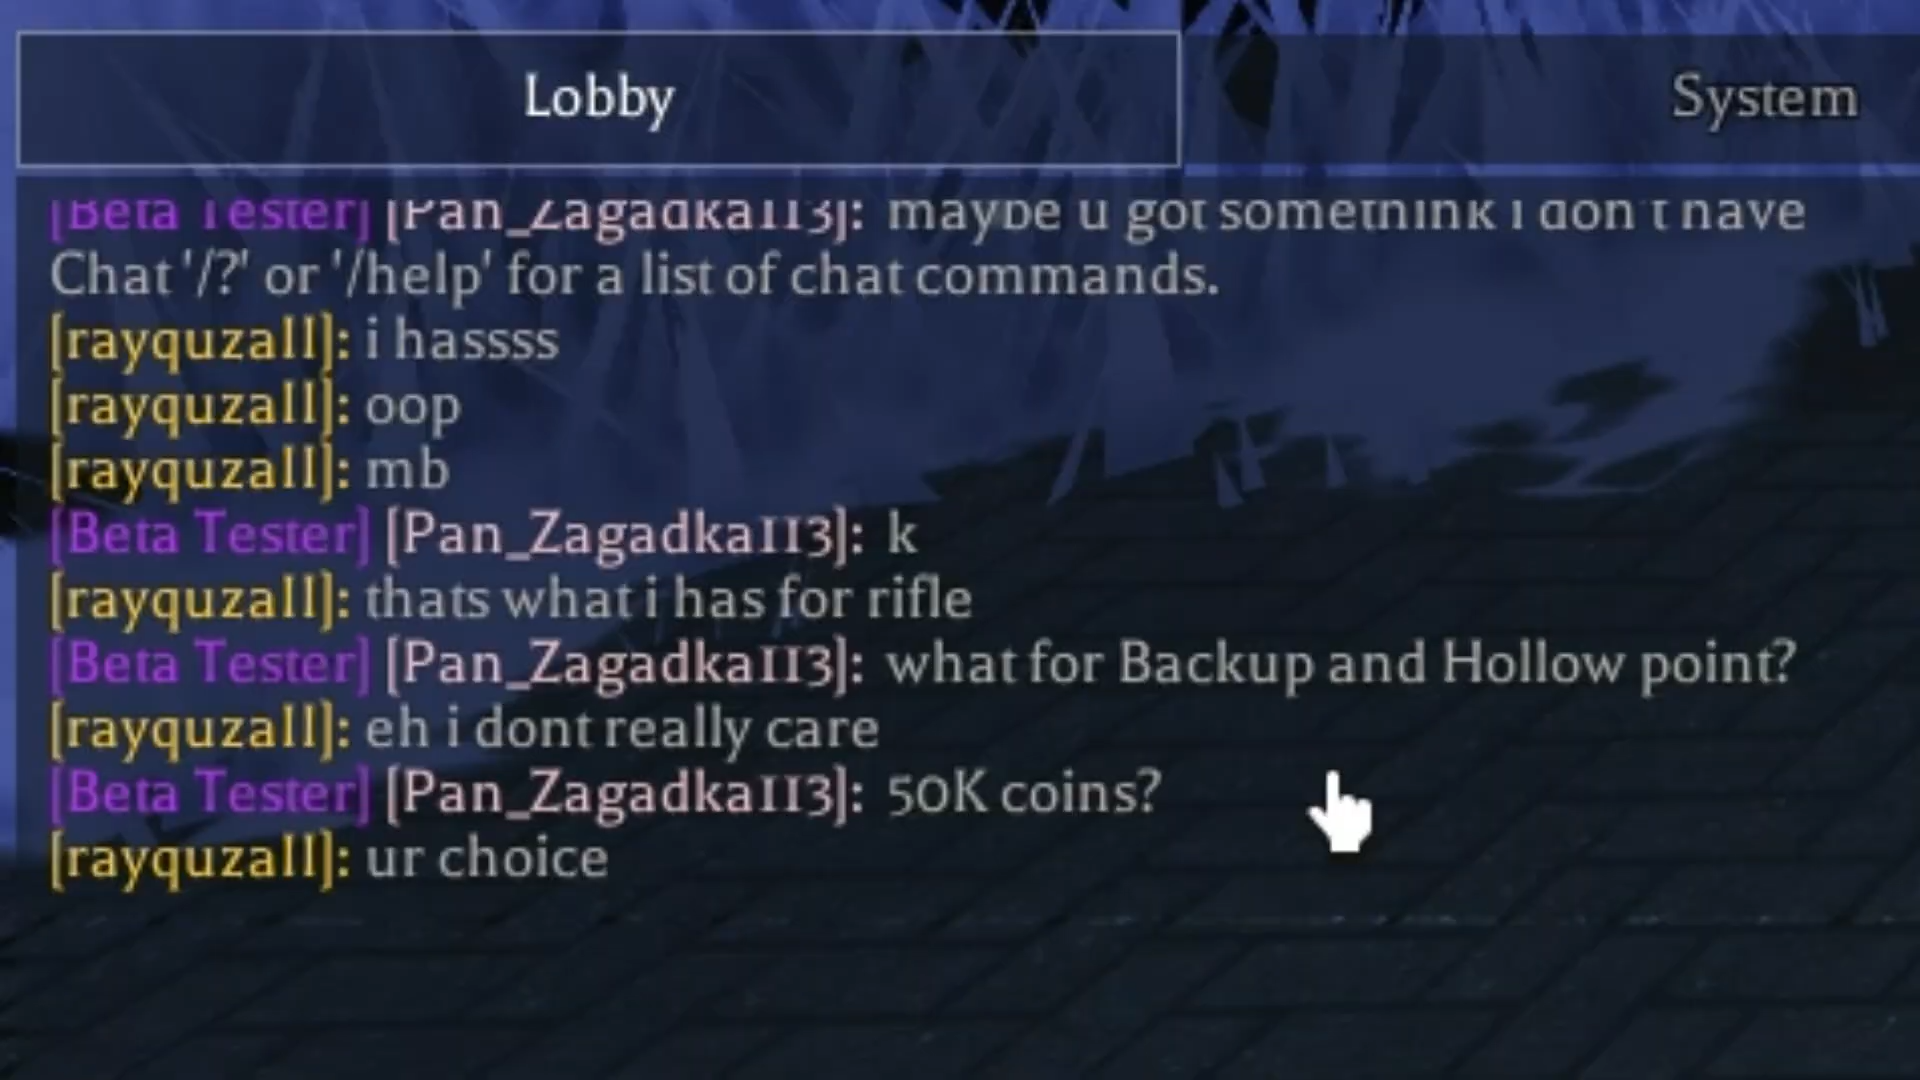 Lobby
System
[Beta Tester] [Pan_Zagadka113]: maybe u got somethink i don't have
Chat '/?' or '/help' for a list of chat commands.
[rayquzall]: i hassss
[rayquzall]: oop
[rayquzall]: mb
[Beta Tester] [Pan_Zagadka113]: k
[rayquzall]: thats what i has for rifle
[Beta Tester] [Pan_Zagadka113]: what for Backup and Hollow point?
[rayquzall]: eh i dont really care
[Beta Tester] [Pan_Zagadka113]: 50K coins?
[rayquzall]: ur choice